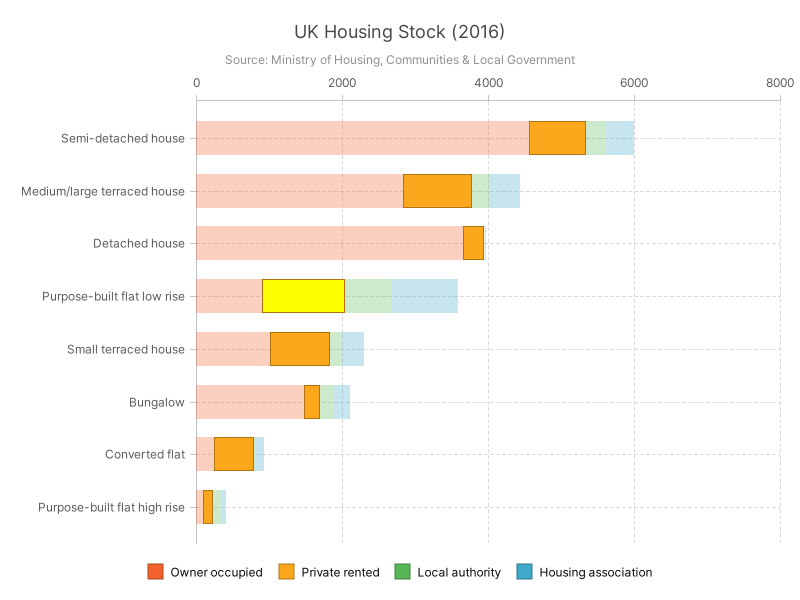 UK Housing Stock (2016)
Source: Ministry of Housing, Communities & Local Government
0 2000 4000 6000 8000
Semi-detached house
Medium/large terraced house
Detached house
Purpose-built flat low rise
Small terraced house
Bungalow
Converted flat
Purpose-built flat high rise
Owner occupied Private rented Local authority Housing association